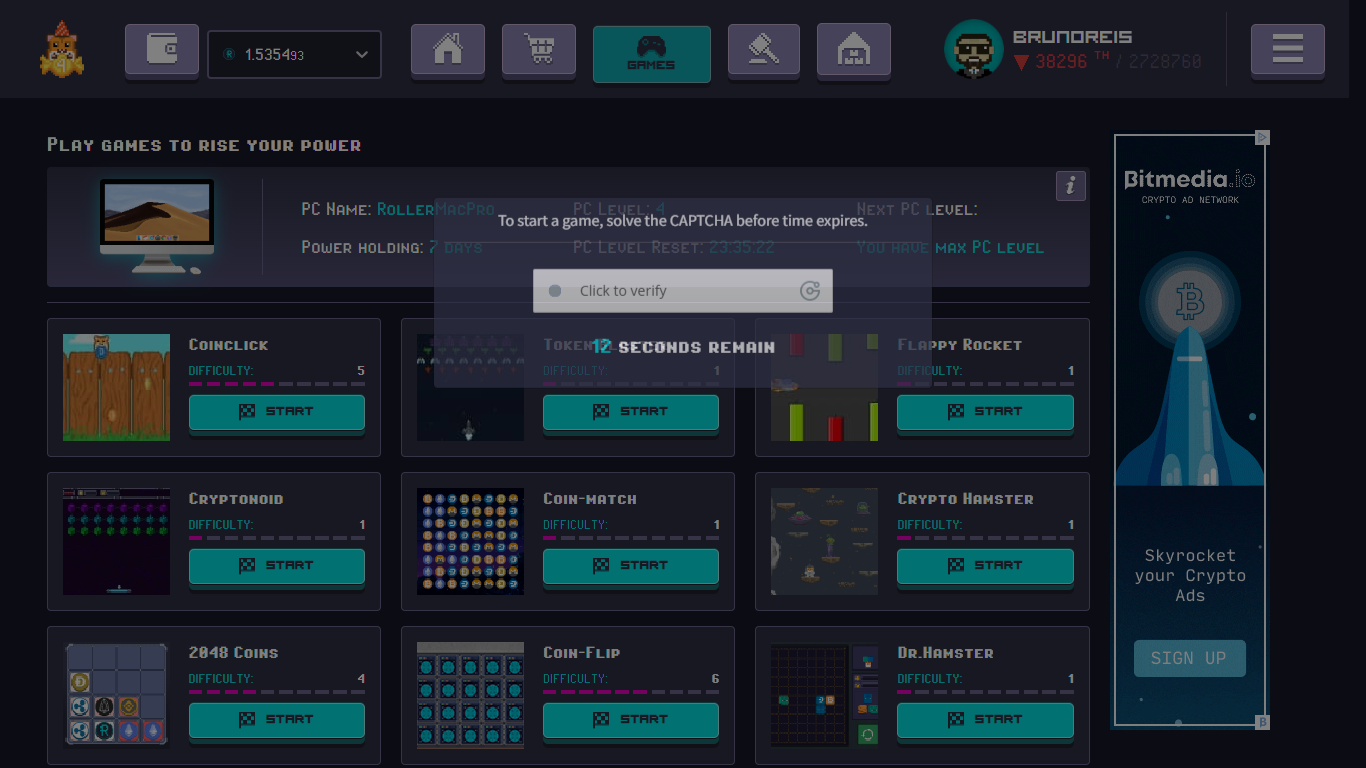 1.535493
GAMES
BRUNOREIS
38296 TH / 2728760
Play games to rise your power
PC Name: RollerMacPro
PC Level: 4
Next PC level:
Power holding: 7 days
PC Level Reset: 23:35:22
You have max PC level
To start a game, solve the CAPTCHA before time expires.
Click to verify
12 seconds remain
Coinclick
Difficulty: 5
START
Difficulty: 1
START
Flappy Rocket
Difficulty: 1
START
Cryptonoid
Difficulty: 1
START
Coin-match
Difficulty: 1
START
Crypto Hamster
Difficulty: 1
START
2048 Coins
Difficulty: 4
START
Coin-Flip
Difficulty: 6
START
Dr.Hamster
Difficulty: 1
START
Bitmedia.io
CRYPTO AD NETWORK
Skyrocket
your Crypto
Ads
SIGN UP